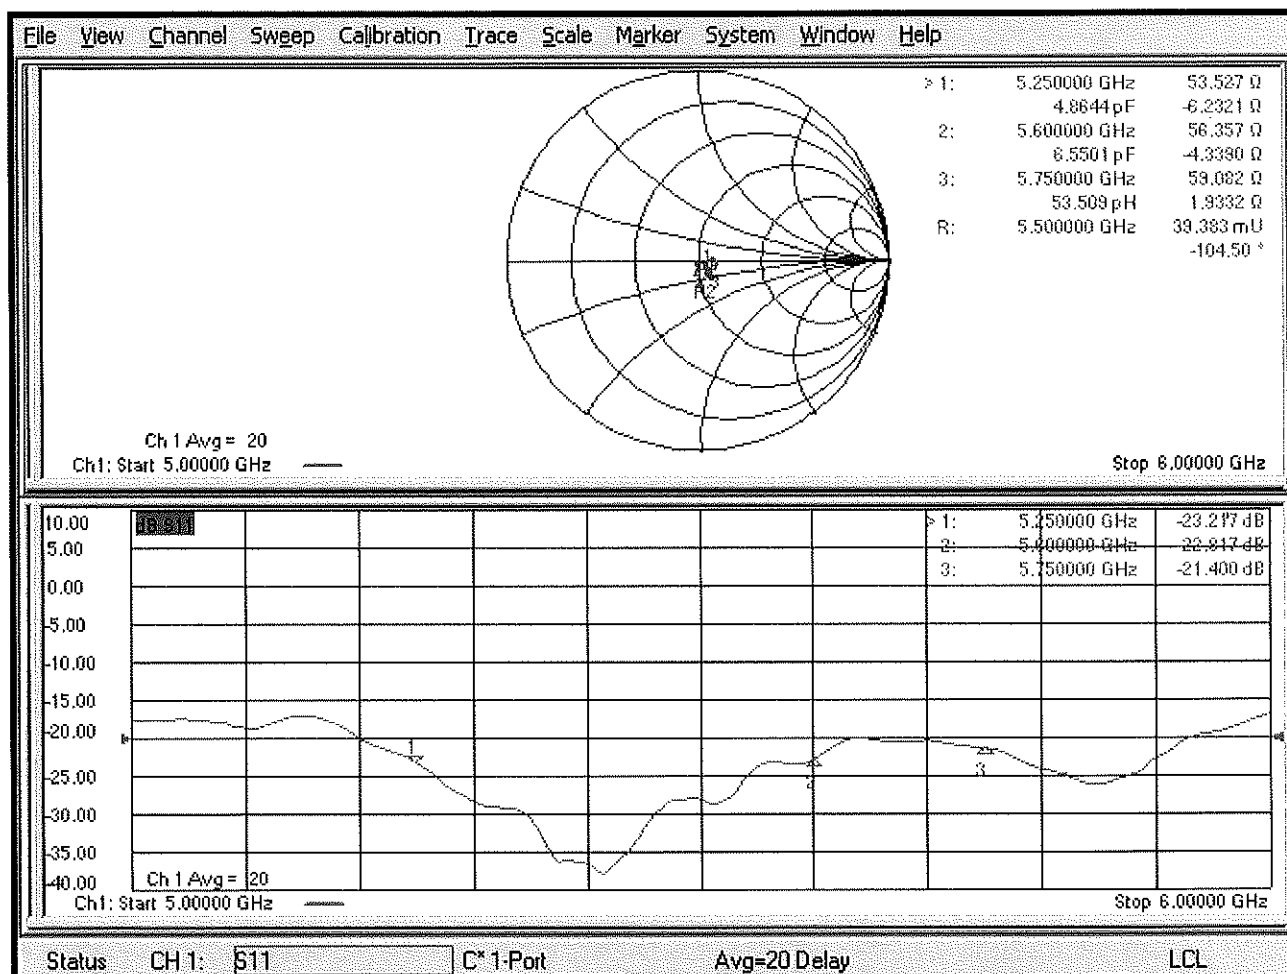 File View Channel Sweep Calibration Trace Scale Marker System Window Help
> 1: 5.250000 GHz 53.527 Ω
4.8644 pF -6.2321 Ω
2: 5.600000 GHz 56.357 Ω
6.5501 pF -4.3390 Ω
3: 5.750000 GHz 59.082 Ω
53.509 pH 1.9332 Ω
R: 5.500000 GHz 39.383 mU
-104.50 °
Ch 1 Avg = 20
Ch1: Start 5.00000 GHz Stop 6.00000 GHz
10.00 dB S11 > 1: 5.250000 GHz -23.217 dB
5.00 2: 5.600000 GHz -22.817 dB
0.00 3: 5.750000 GHz -21.400 dB
-5.00
-10.00
-15.00
-20.00
1
-25.00
2 3
-30.00
-35.00
-40.00
Ch 1 Avg = 20
Ch1: Start 5.00000 GHz Stop 6.00000 GHz
Status CH 1: S11 C* 1-Port Avg=20 Delay LCL